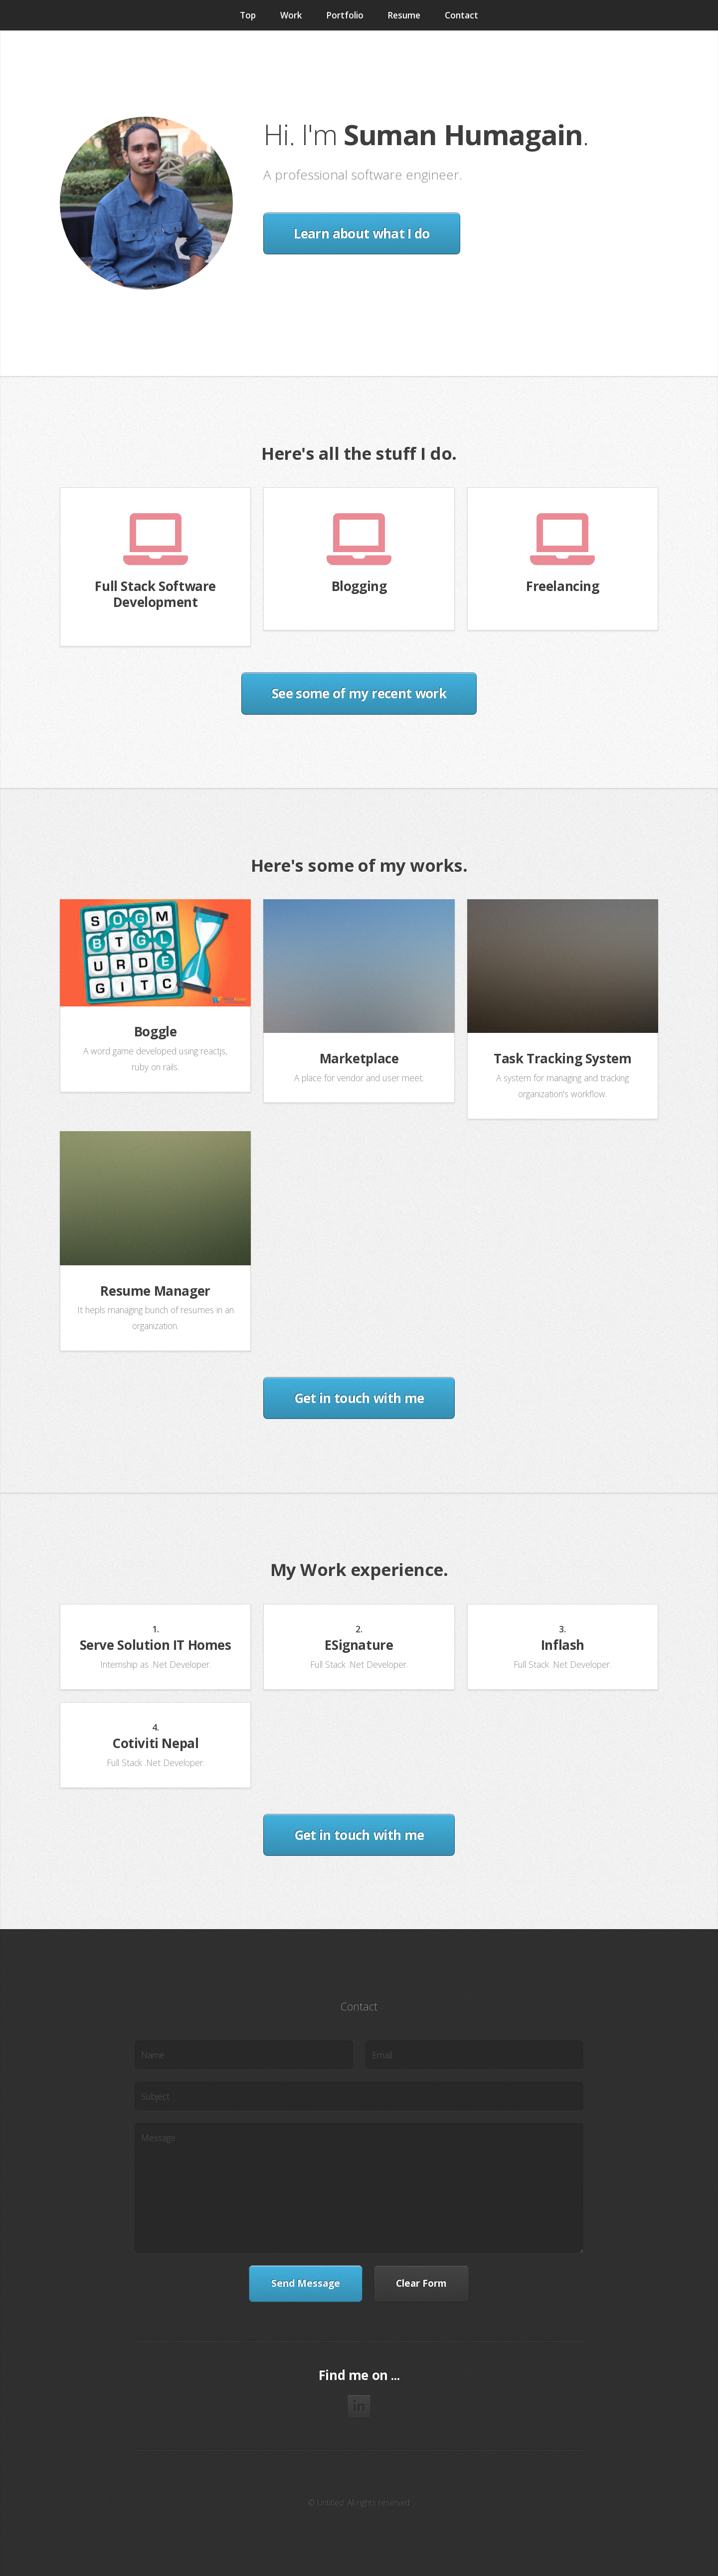 Top Work Portfolio Resume Contact
Hi. I'm Suman Humagain.
A professional software engineer.
Learn about what I do
Here's all the stuff I do.
Full Stack Software
Development
Blogging
Freelancing
See some of my recent work
Here's some of my works.
S O G M
B T G L
U R D E
G I T C
Boggle
A word game developed using reactjs,
ruby on rails.
Marketplace
A place for vendor and user meet.
Task Tracking System
A system for managing and tracking
organization's workflow.
Resume Manager
It hepls managing bunch of resumes in an
organization.
Get in touch with me
My Work experience.
1.
Serve Solution IT Homes
Internship as .Net Developer.
2.
ESignature
Full Stack .Net Developer.
3.
Inflash
Full Stack .Net Developer.
4.
Cotiviti Nepal
Full Stack .Net Developer.
Get in touch with me
Contact
Name
Email
Subject
Message
Send Message
Clear Form
Find me on ...
in
© Untitled. All rights reserved.